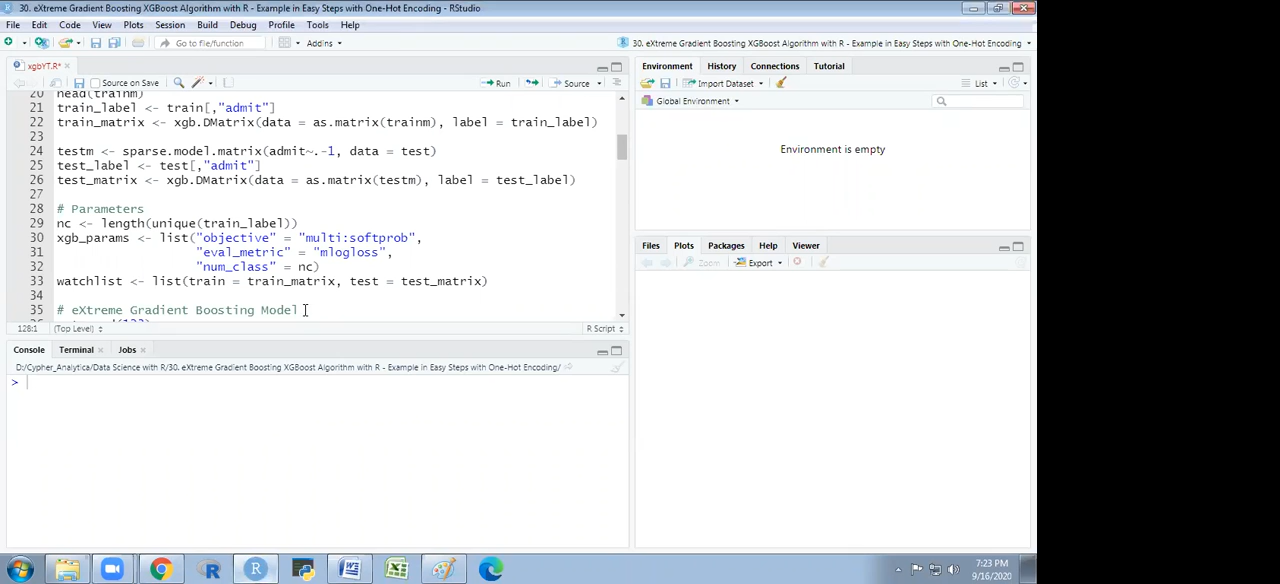 30. eXtreme Gradient Boosting XGBoost Algorithm with R - Example in Easy Steps with One-Hot Encoding - RStudio
File Edit Code View Plots Session Build Debug Profile Tools Help
Go to file/function Addins 30. eXtreme Gradient Boosting XGBoost Algorithm with R - Example in Easy Steps with One-Hot Encoding
xgbYT.R*
Source on Save Run Source
20 head(trainm)
21 train_label <- train[,"admit"]
22 train_matrix <- xgb.DMatrix(data = as.matrix(trainm), label = train_label)
23
24 testm <- sparse.model.matrix(admit~.-1, data = test)
25 test_label <- test[,"admit"]
26 test_matrix <- xgb.DMatrix(data = as.matrix(testm), label = test_label)
27
28 # Parameters
29 nc <- length(unique(train_label))
30 xgb_params <- list("objective" = "multi:softprob",
31 "eval_metric" = "mlogloss",
32 "num_class" = nc)
33 watchlist <- list(train = train_matrix, test = test_matrix)
34
35 # eXtreme Gradient Boosting Model
128:1 (Top Level) R Script
Console Terminal Jobs
D:/Cypher_Analytica/Data Science with R/30. eXtreme Gradient Boosting XGBoost Algorithm with R - Example in Easy Steps with One-Hot Encoding/
>
Environment History Connections Tutorial
Import Dataset List
Global Environment
Environment is empty
Files Plots Packages Help Viewer
Zoom Export
7:23 PM
9/16/2020